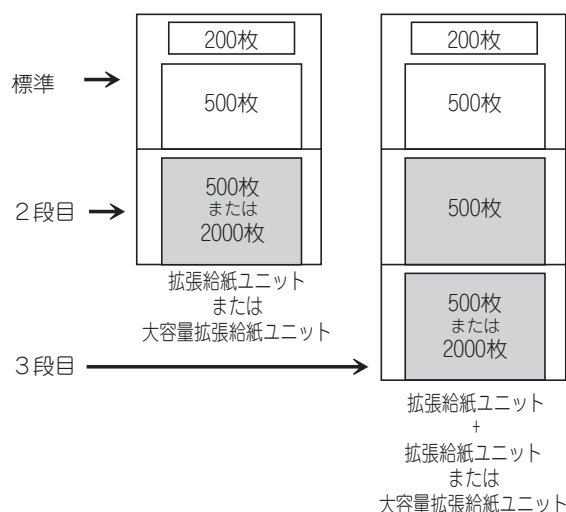 200枚
200枚
標準
500枚
500枚
2段目
500枚
または
2000枚
500枚
拡張給紙ユニット
または
大容量拡張給紙ユニット
500枚
または
2000枚
3段目
拡張給紙ユニット
+
拡張給紙ユニット
または
大容量拡張給紙ユニット